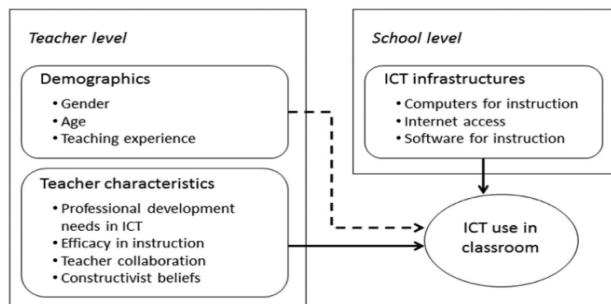 Teacher level
Demographics
• Gender
• Age
• Teaching experience
Teacher characteristics
• Professional development
needs in ICT
• Efficacy in instruction
• Teacher collaboration
• Constructivist beliefs
School level
ICT infrastructures
• Computers for instruction
• Internet access
• Software for instruction
ICT use in
classroom